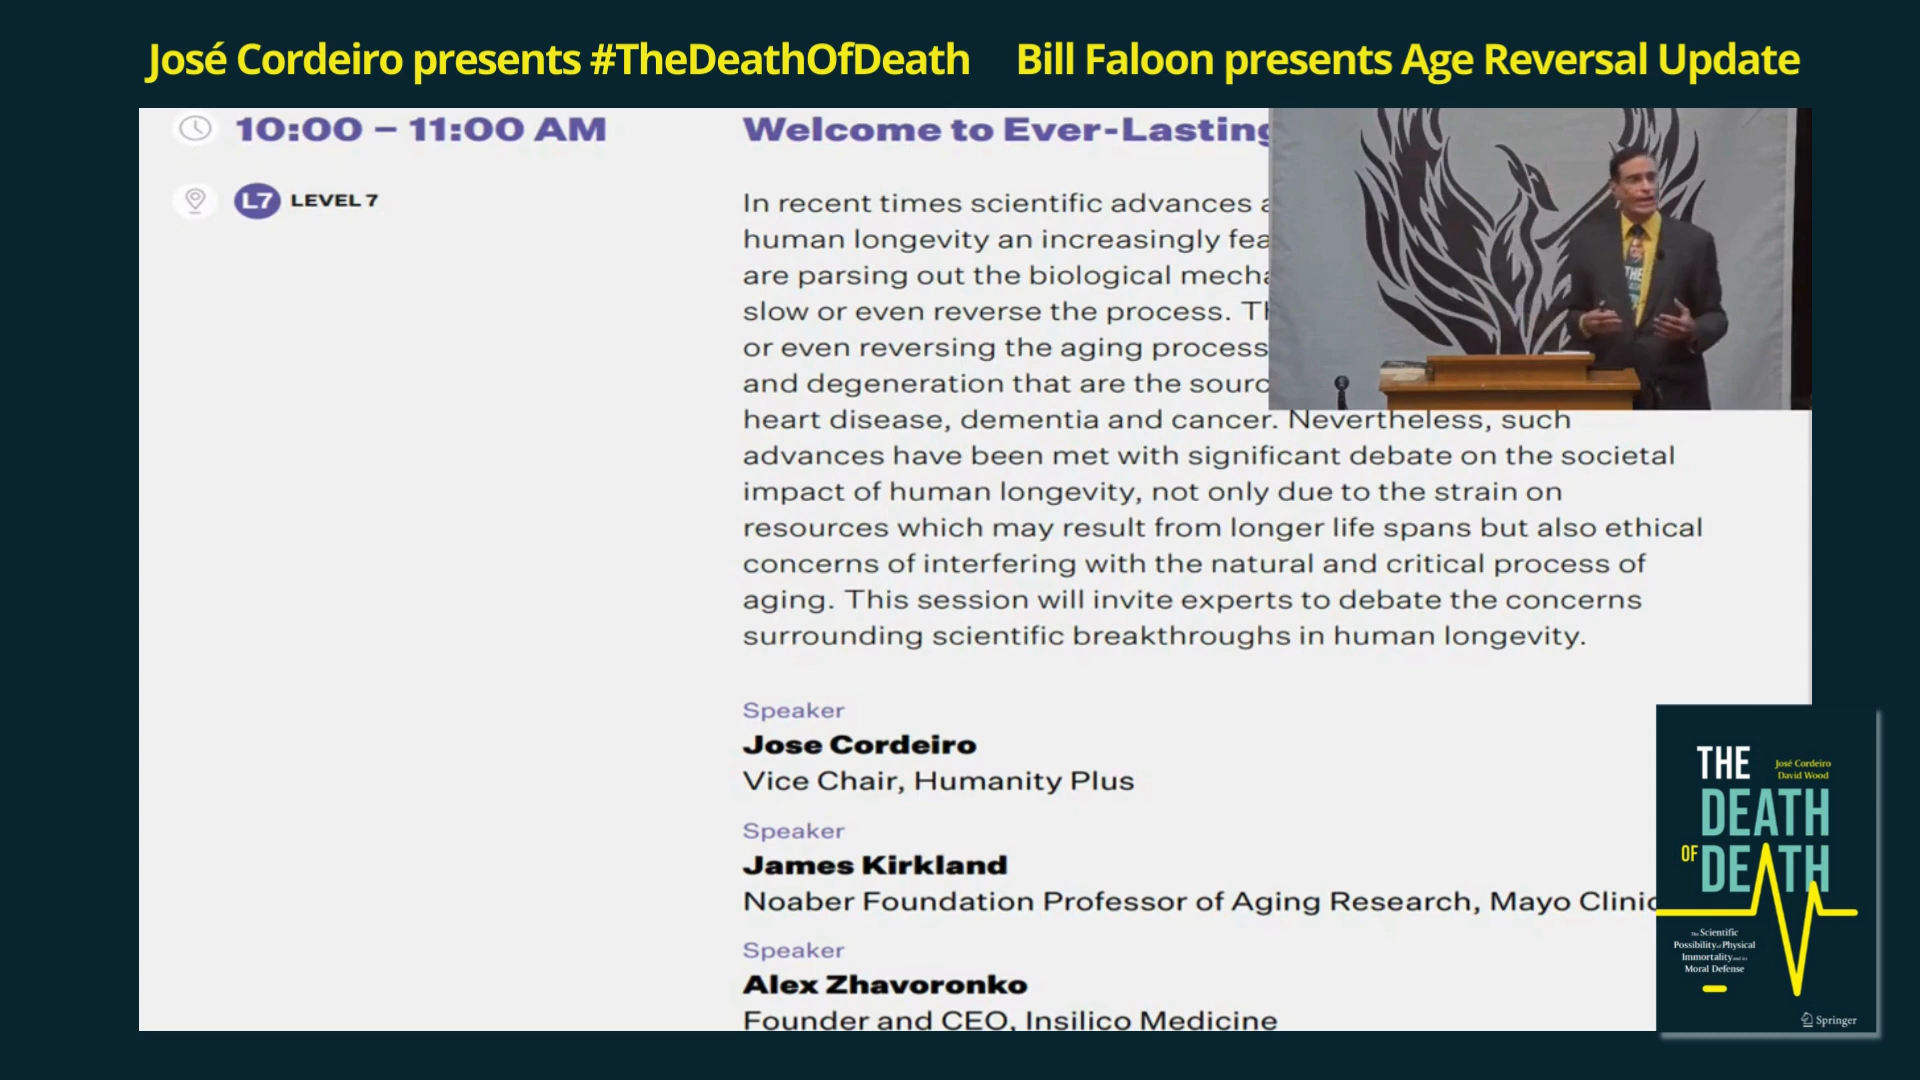 José Cordeiro presents #TheDeathOfDeath
Bill Faloon presents Age Reversal Update
10:00 – 11:00 AM
L7 LEVEL 7
Welcome to Ever-Lasting
In recent times scientific advances
human longevity an increasingly
are parsing out the biological
slow or even reverse the process.
or even reversing the aging process
and degeneration that are the
heart disease, dementia and cancer. Nevertheless, such
advances have been met with significant debate on the societal
impact of human longevity, not only due to the strain on
resources which may result from longer life spans but also ethical
concerns of interfering with the natural and critical process of
aging. This session will invite experts to debate the concerns
surrounding scientific breakthroughs in human longevity.
Speaker
Jose Cordeiro
Vice Chair, Humanity Plus
Speaker
James Kirkland
Noaber Foundation Professor of Aging Research, Mayo Clinic
Speaker
Alex Zhavoronko
Founder and CEO, Insilico Medicine
THE
THE
José Cordeiro
David Wood
DEATH
OF DEATH
The Scientific
Possibility of Physical
Immortality and its
Moral Defense
Springer